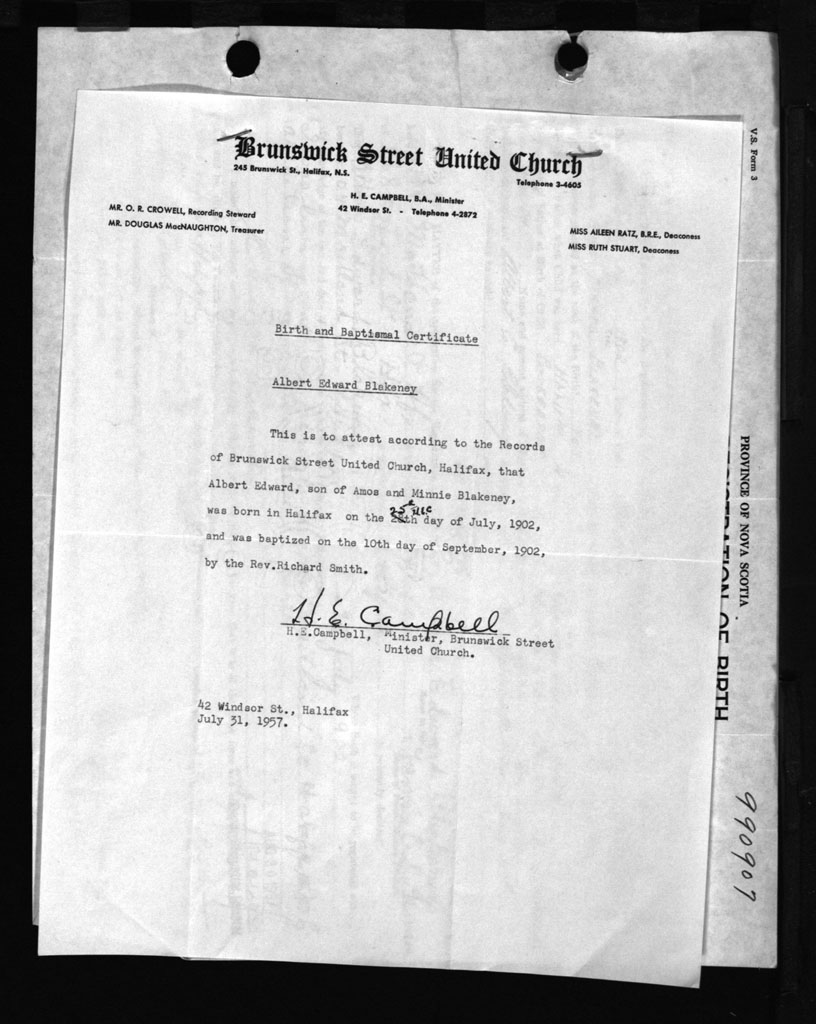 V.S. Form 3
Brunswick Street United Church
245 Brunswick St., Halifax, N.S.
Telephone 3-4605
H. E. CAMPBELL, B.A., Minister
42 Windsor St. - Telephone 4-2872
MR. O. R. CROWELL, Recording Steward
MR. DOUGLAS MacNAUGHTON, Treasurer
MISS AILEEN RATZ, B.R.E., Deaconess
MISS RUTH STUART, Deaconess
Birth and Baptismal Certificate
Albert Edward Blakeney
This is to attest according to the Records
of Brunswick Street United Church, Halifax, that
Albert Edward, son of Amos and Minnie Blakeney,
25th HEC
was born in Halifax on the th day of July, 1902,
and was baptized on the 10th day of September, 1902,
by the Rev.Richard Smith.
H. E. Campbell
H.E.Campbell, Minister, Brunswick Street
United Church.
42 Windsor St., Halifax
July 31, 1957.
PROVINCE OF NOVA SCOTIA
OF BIRTH
990907